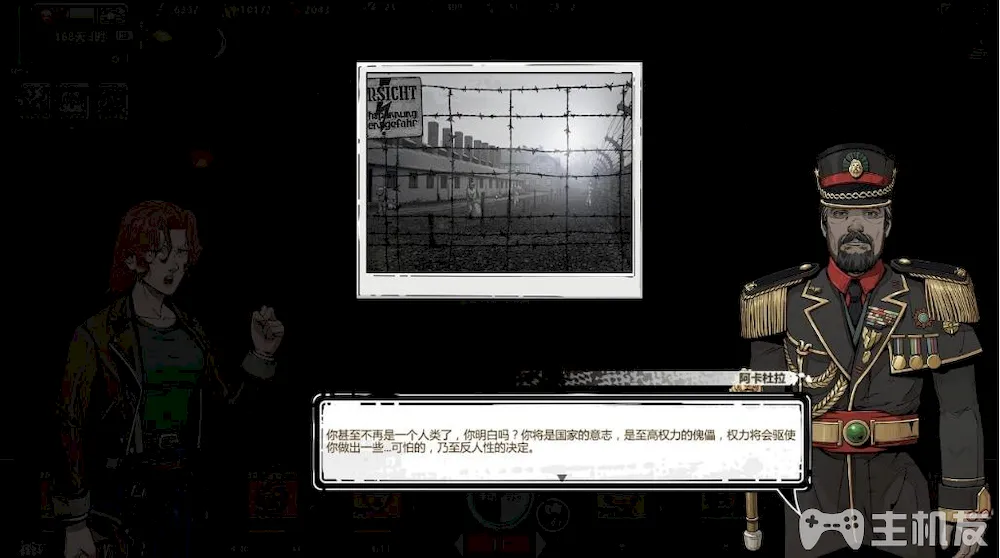 RSICHT
阿卡杜拉
你甚至不再是一个人类了，你明白吗？你将是国家的意志，是至高权力的傀儡，权力将会驱使
你做出一些...可怕的，乃至反人性的决定。
主机友